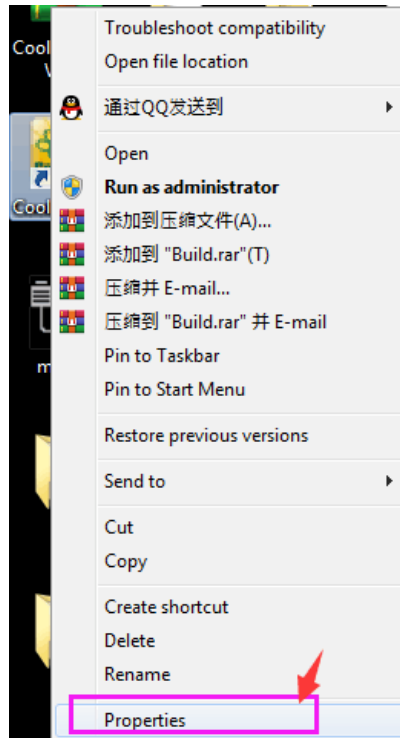 Troubleshoot compatibility
Cool
Open file location
通过QQ发送到
Open
Run as administrator
Cool
添加到压缩文件(A)...
添加到 "Build.rar"(T)
压缩并 E-mail...
压缩到 "Build.rar" 并 E-mail
Pin to Taskbar
m
Pin to Start Menu
Restore previous versions
Send to
Cut
Copy
Create shortcut
Delete
Rename
Properties